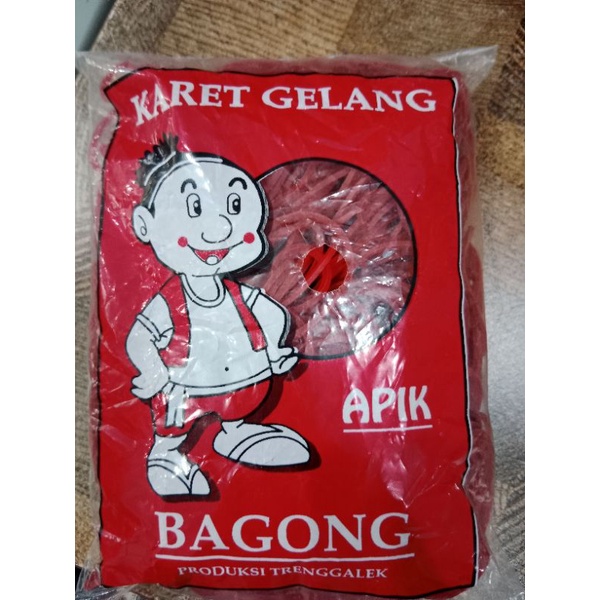 KARET GELANG
APIK
BAGONG
PRODUKSI TRENGGALEK